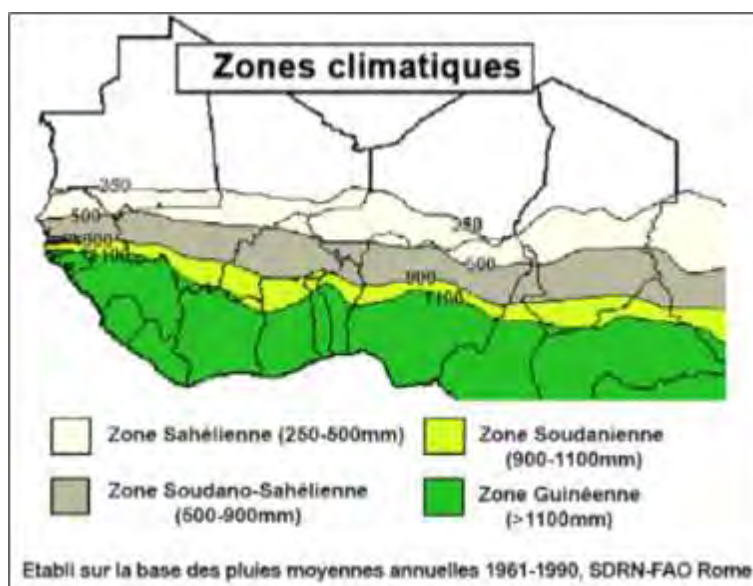 Zones climatiques
250
500
900
1100
250
500
900
1100
Zone Sahélienne (250-500mm)
Zone Soudanienne
(900-1100mm)
Zone Soudano-Sahélienne
(500-900mm)
Zone Guinéenne
(>1100mm)
Etabli sur la base des pluies moyennes annuelles 1961-1990, SDRN-FAO Rome